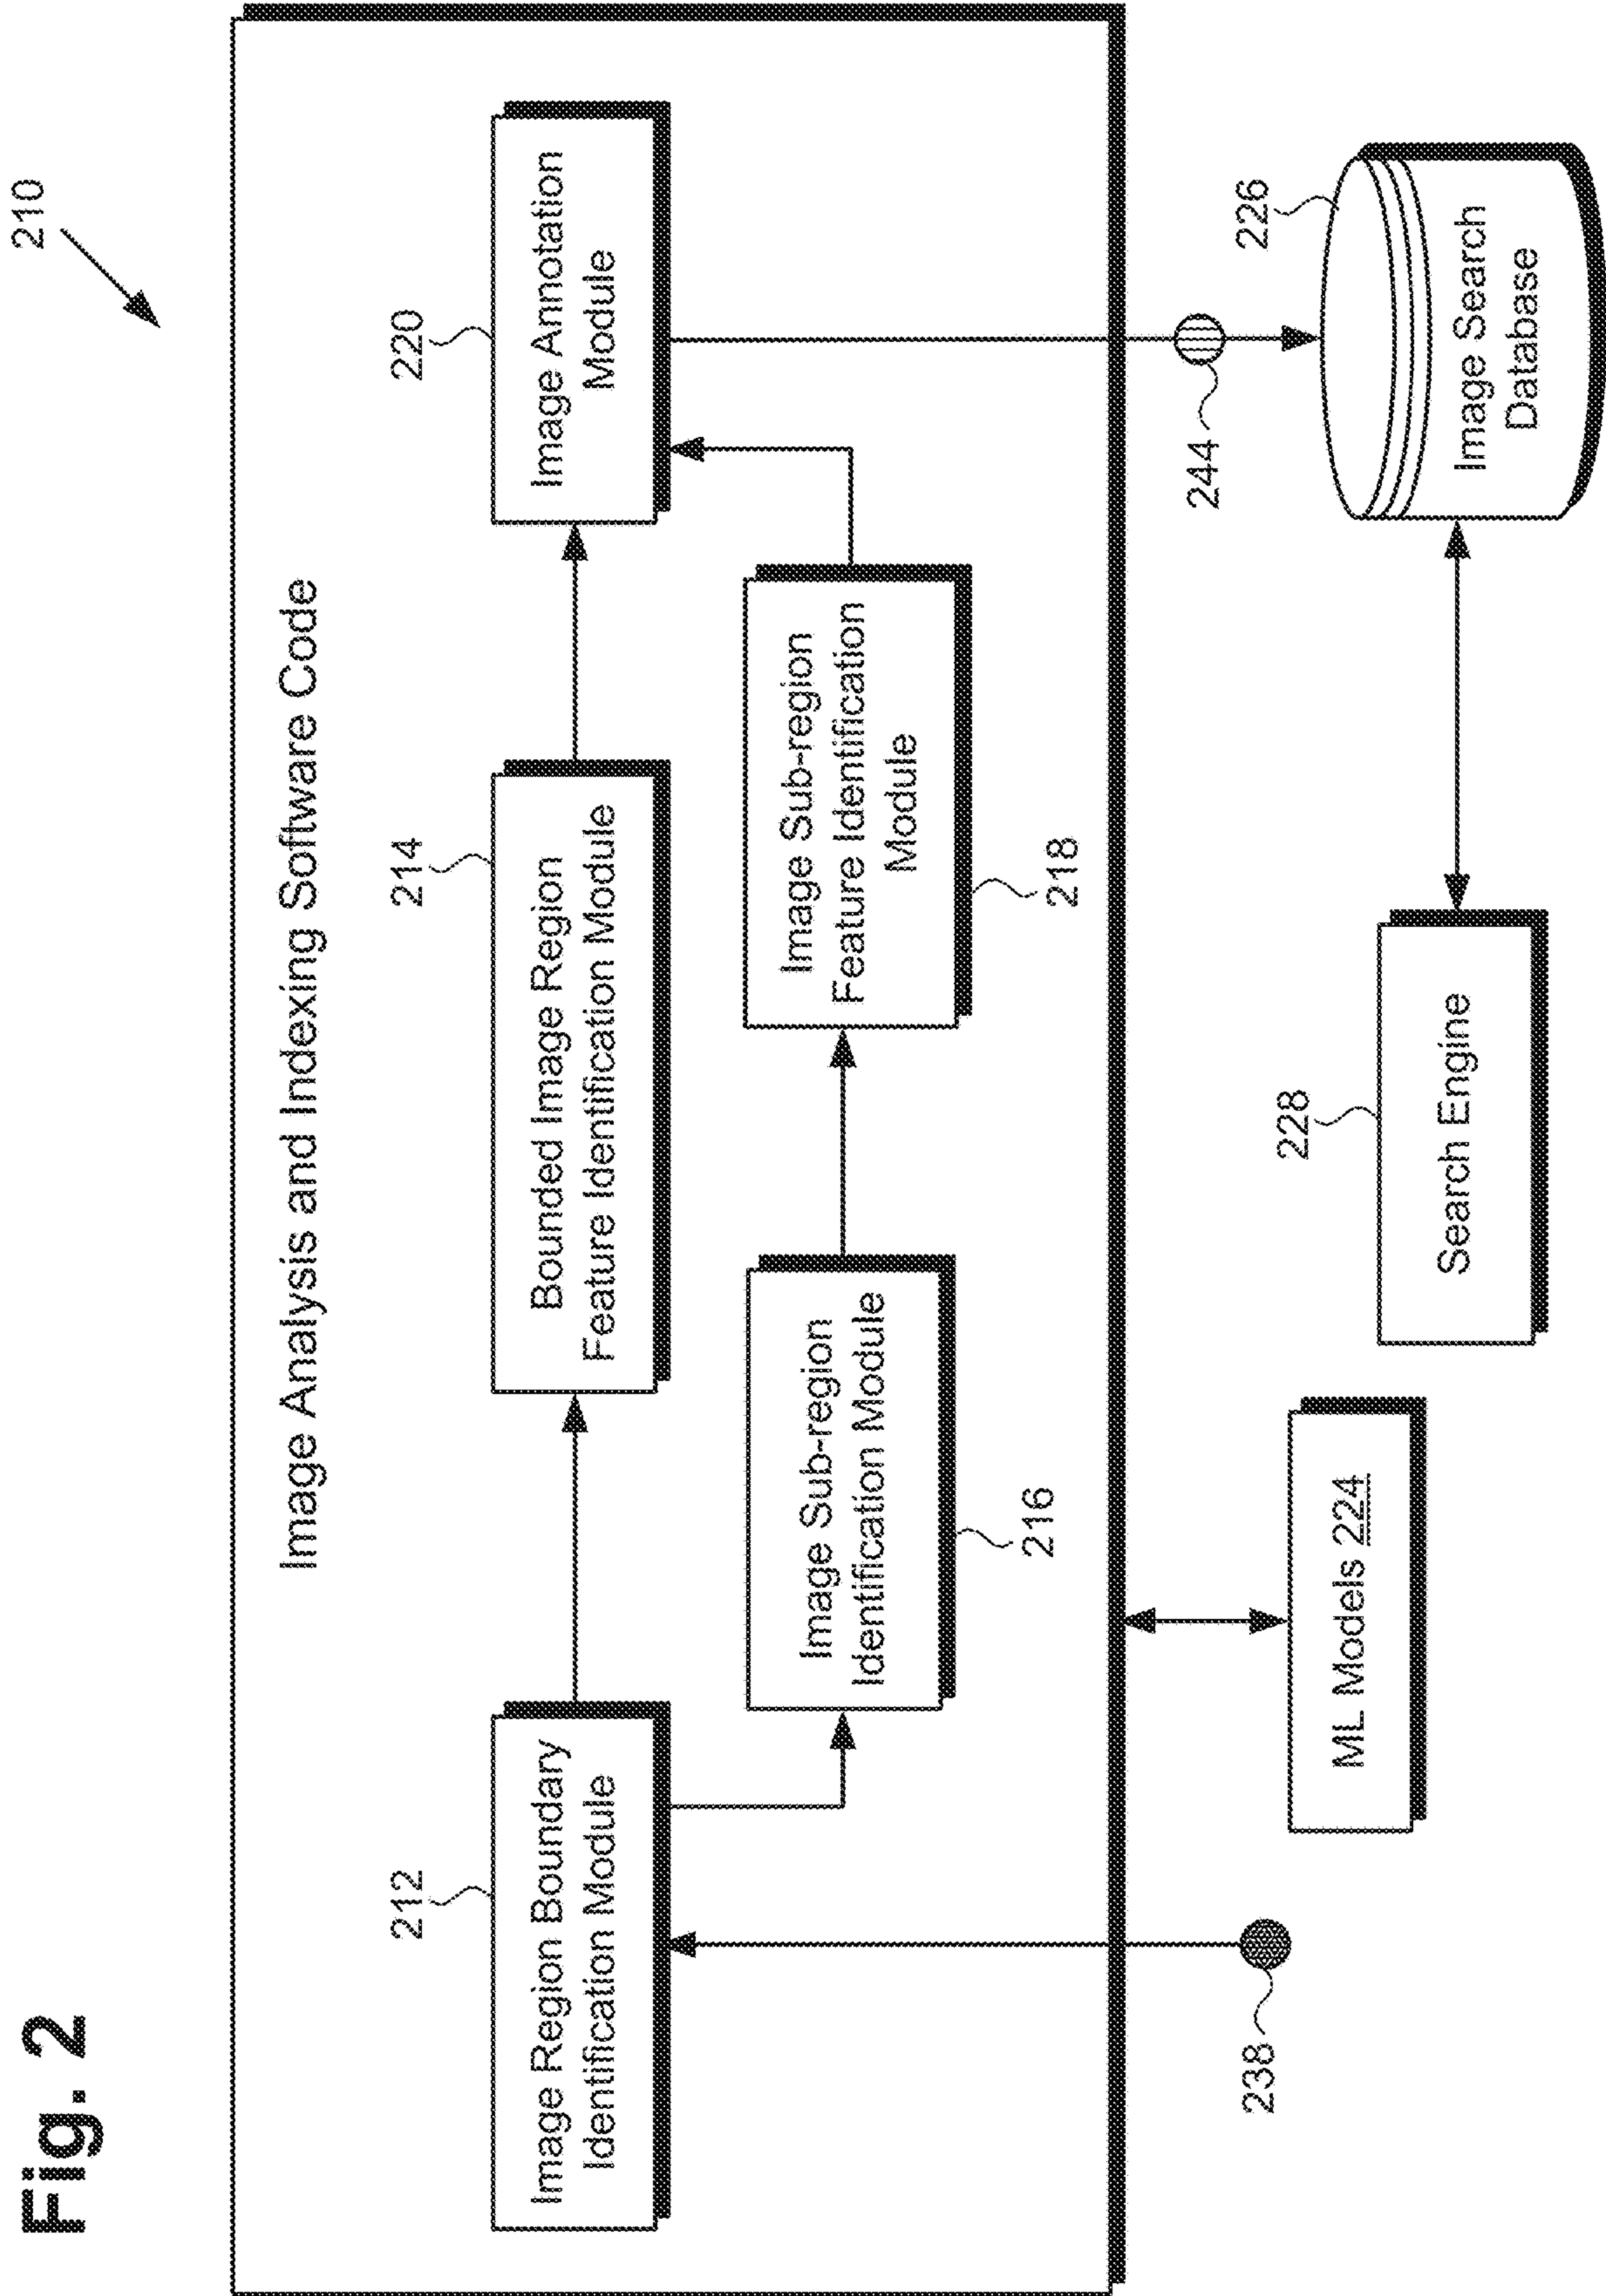 Fig. 2
210
Image Analysis and Indexing Software Code
212
Image Region Boundary
Identification Module
214
Bounded Image Region
Feature Identification Module
220
Image Annotation
Module
Image Sub-region
Identification Module
216
Image Sub-region
Feature Identification
Module
218
238
ML Models 224
228
Search Engine
244
226
Image Search
Database